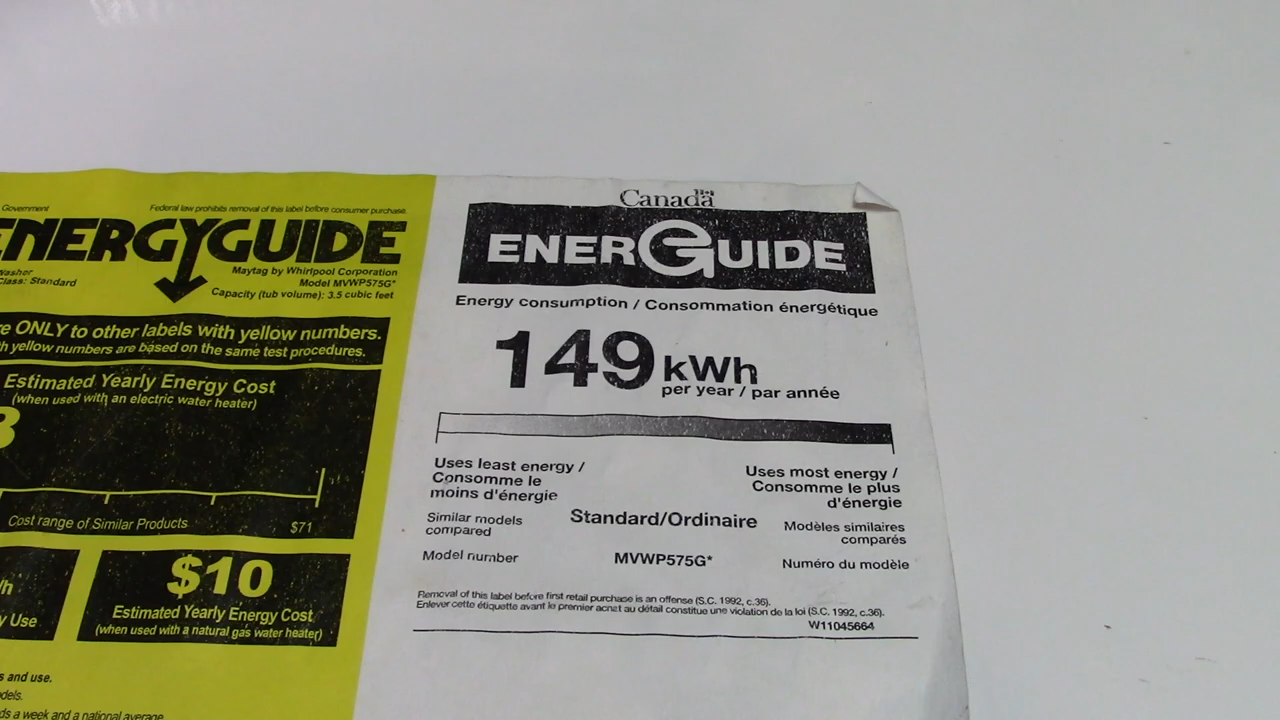 Government
Federal law prohibits removal of this label before consumer purchase.
ENERGYGUIDE
Washer
Class: Standard
Maytag by Whirlpool Corporation
Model MVWP575G*
Capacity (tub volume): 3.5 cubic feet
ONLY to other labels with yellow numbers.
yellow numbers are based on the same test procedures.
Estimated Yearly Energy Cost
(when used with an electric water heater)
Cost range of Similar Products
$71
$10
Use
Estimated Yearly Energy Cost
(when used with a natural gas water heater)
and use.
a week and a national average
Canada
ENERGUIDE
Energy consumption / Consommation énergétique
149 kWh
per year / par année
Uses least energy /
Consomme le
moins d'énergie
Uses most energy /
Consomme le plus
d'énergie
Similar models
compared
Standard/Ordinaire
Modèles similaires
comparés
Model number
MVWP575G*
Numéro du modèle
Removal of this label before first retail purchase is an offense (S.C. 1992, c.36).
Enlever cette étiquette avant le premier achat au détail constitue une violation de la loi (S.C. 1992, c.36).
W11045664